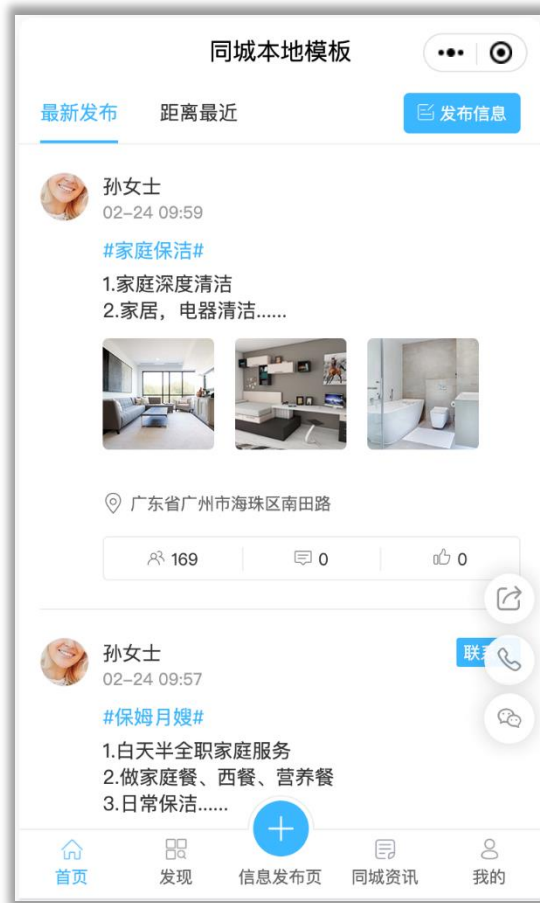 同城本地模板
最新发布 距离最近 发布信息
孙女士
02-24 09:59
#家庭保洁#
1.家庭深度清洁
2.家居，电器清洁......
广东省广州市海珠区南田路
169 0 0
孙女士
02-24 09:57
#保姆月嫂#
1.白天半全职家庭服务
2.做家庭餐、西餐、营养餐
3.日常保洁......
首页 发现 信息发布页 同城资讯 我的